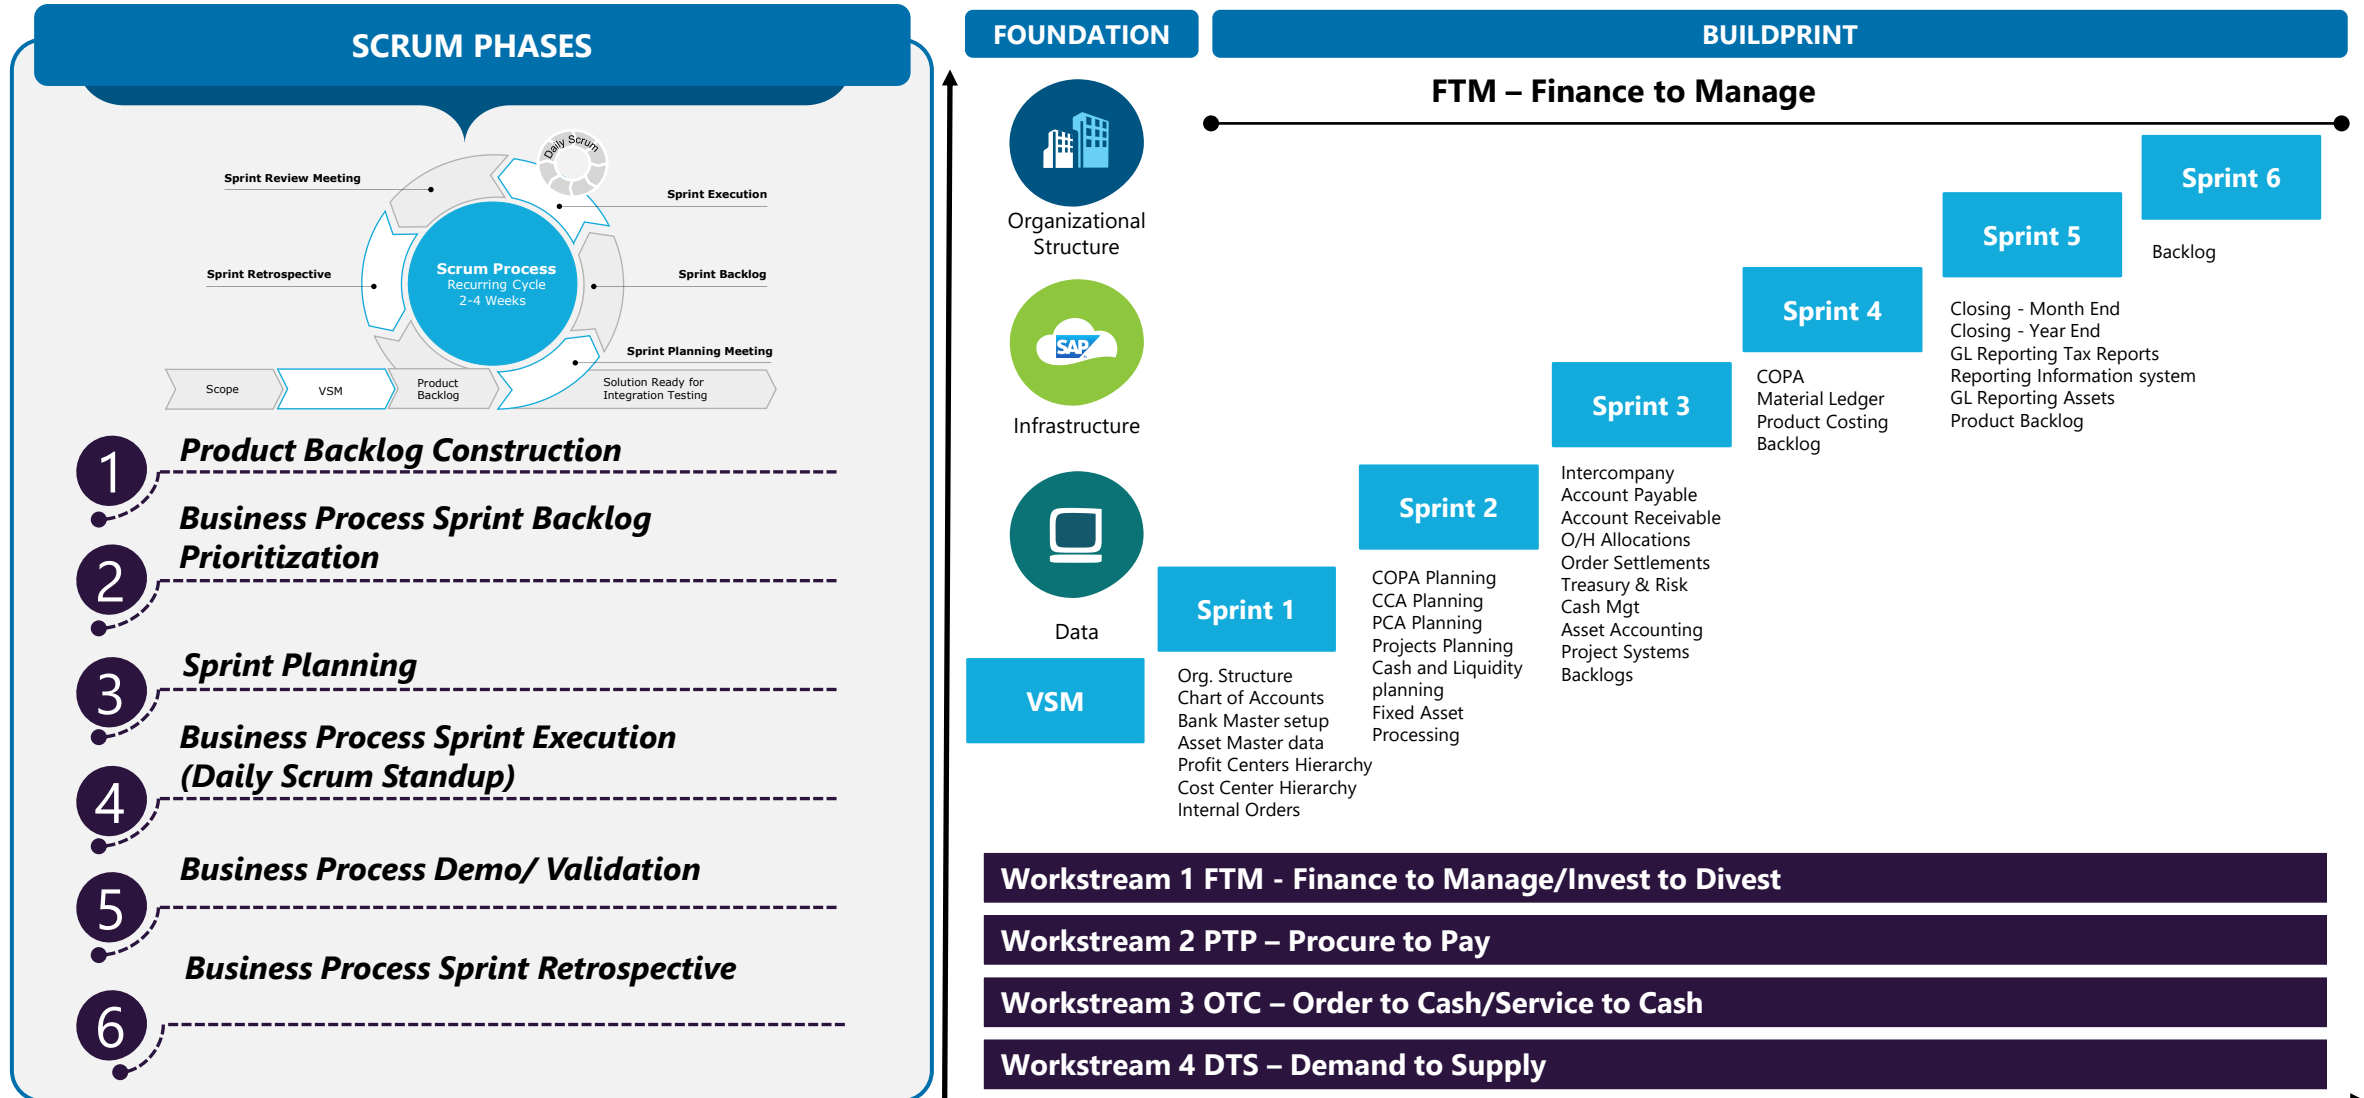 SCRUM PHASES
Daily Scrum
Sprint Review Meeting
Sprint Execution
Sprint Retrospective
Scrum Process
Recurring Cycle
2-4 Weeks
Sprint Backlog
Sprint Planning Meeting
Scope
VSM
Product
Backlog
Solution Ready for
Integration Testing
1
Product Backlog Construction
2
Business Process Sprint Backlog
Prioritization
3
Sprint Planning
4
Business Process Sprint Execution
(Daily Scrum Standup)
5
Business Process Demo/ Validation
6
Business Process Sprint Retrospective
FOUNDATION
BUILDPRINT
FTM – Finance to Manage
Organizational
Structure
SAP
Infrastructure
Data
VSM
Sprint 1
Org. Structure
Chart of Accounts
Bank Master setup
Asset Master data
Profit Centers Hierarchy
Cost Center Hierarchy
Internal Orders
Sprint 2
COPA Planning
CCA Planning
PCA Planning
Projects Planning
Cash and Liquidity
planning
Fixed Asset
Processing
Sprint 3
Intercompany
Account Payable
Account Receivable
O/H Allocations
Order Settlements
Treasury & Risk
Cash Mgt
Asset Accounting
Project Systems
Backlogs
Sprint 4
COPA
Material Ledger
Product Costing
Backlog
Sprint 5
Closing - Month End
Closing - Year End
GL Reporting Tax Reports
Reporting Information system
GL Reporting Assets
Product Backlog
Sprint 6
Backlog
Workstream 1 FTM - Finance to Manage/Invest to Divest
Workstream 2 PTP – Procure to Pay
Workstream 3 OTC – Order to Cash/Service to Cash
Workstream 4 DTS – Demand to Supply